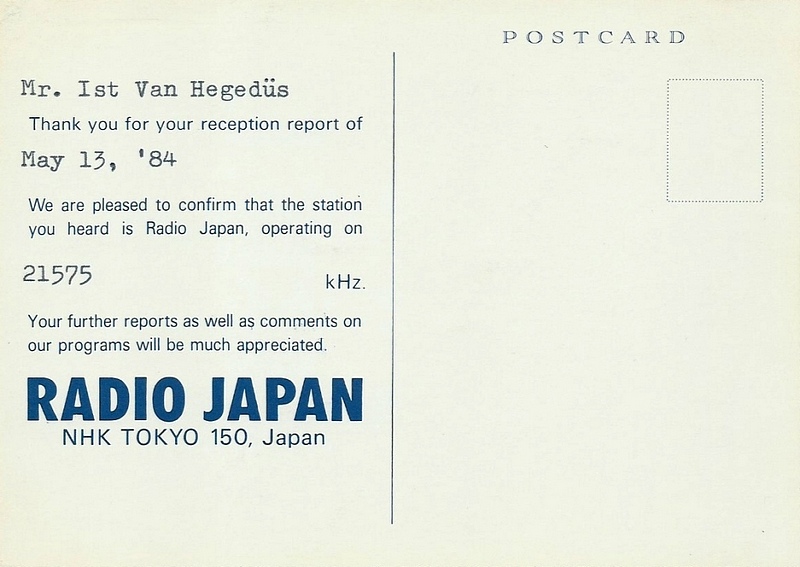 POSTCARD
Mr. Ist Van Hegedüs
Thank you for your reception report of
May 13, '84
We are pleased to confirm that the station
you heard is Radio Japan, operating on
21575 kHz.
Your further reports as well as comments on
our programs will be much appreciated.
RADIO JAPAN
NHK TOKYO 150, Japan